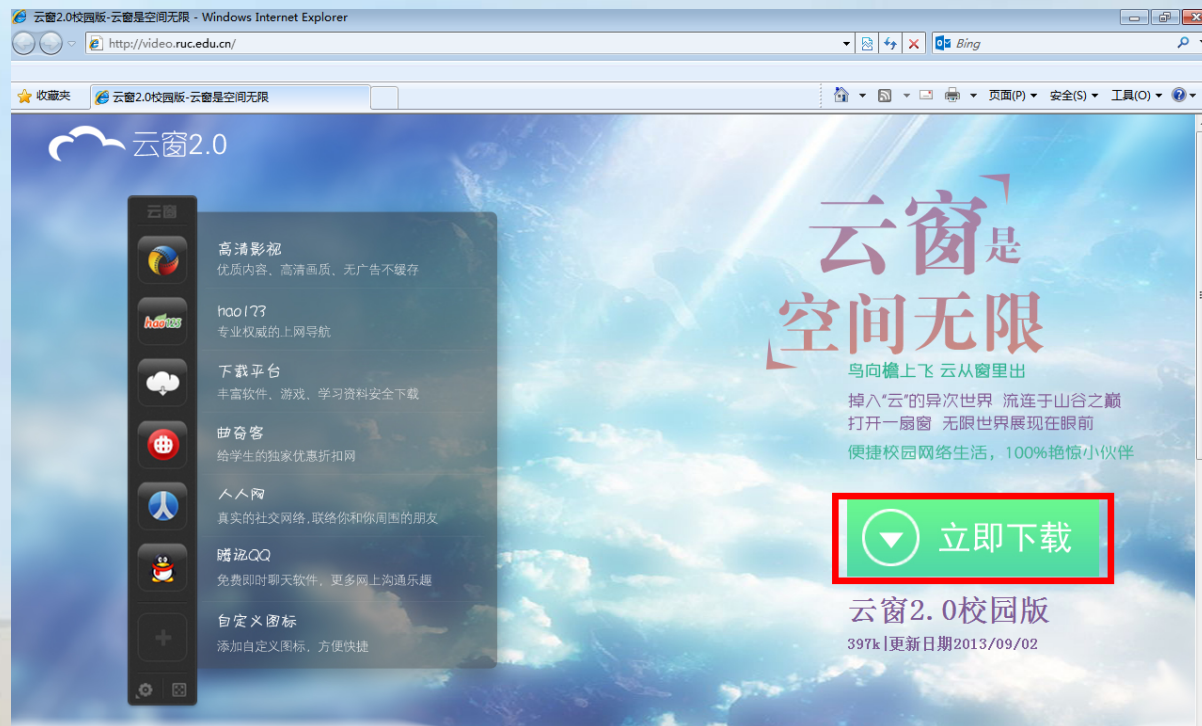 云窗2.0校园版-云窗是空间无限 - Windows Internet Explorer
http://video.ruc.edu.cn/
Bing
收藏夹
云窗2.0校园版-云窗是空间无限
页面(P)
安全(S)
工具(O)
云窗2.0
云窗
高清影视
优质内容、高清画质、无广告不缓存
hao123
hao123
专业权威的上网导航
下载平台
丰富软件、游戏、学习资料安全下载
曲奇客
给学生的独家优惠折扣网
人人网
真实的社交网络,联络你和你周围的朋友
腾讯QQ
免费即时聊天软件，更多网上沟通乐趣
自定义图标
添加自定义图标，方便快捷
云窗是
空间无限
鸟向檐上飞 云从窗里出
掉入“云”的异次世界 流连于山谷之巅
打开一扇窗 无限世界展现在眼前
便捷校园网络生活，100%艳惊小伙伴
立即下载
云窗2.0校园版
397k|更新日期2013/09/02